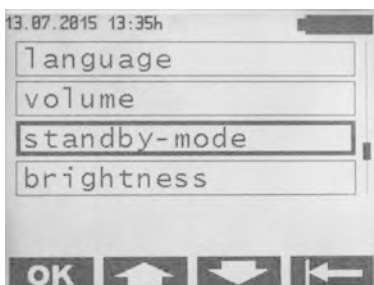 13.07.2015 13:35h
language
volume
standby-mode
brightness
OK